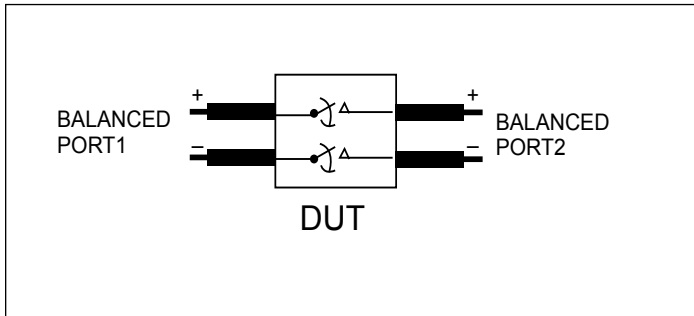 + +
BALANCED
PORT1
BALANCED
PORT2
– –
DUT